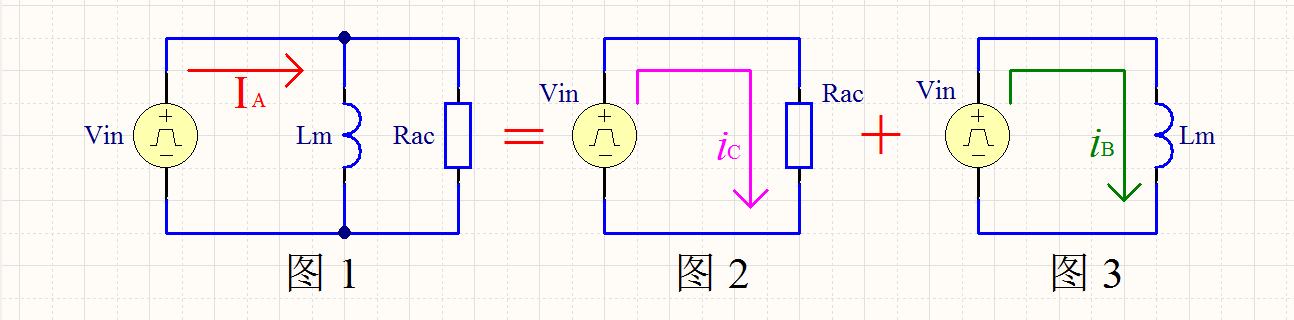 Vin
IA
Lm
Rac
=
Vin
iC
Rac
+
Vin
iB
Lm
图 1
图 2
图 3